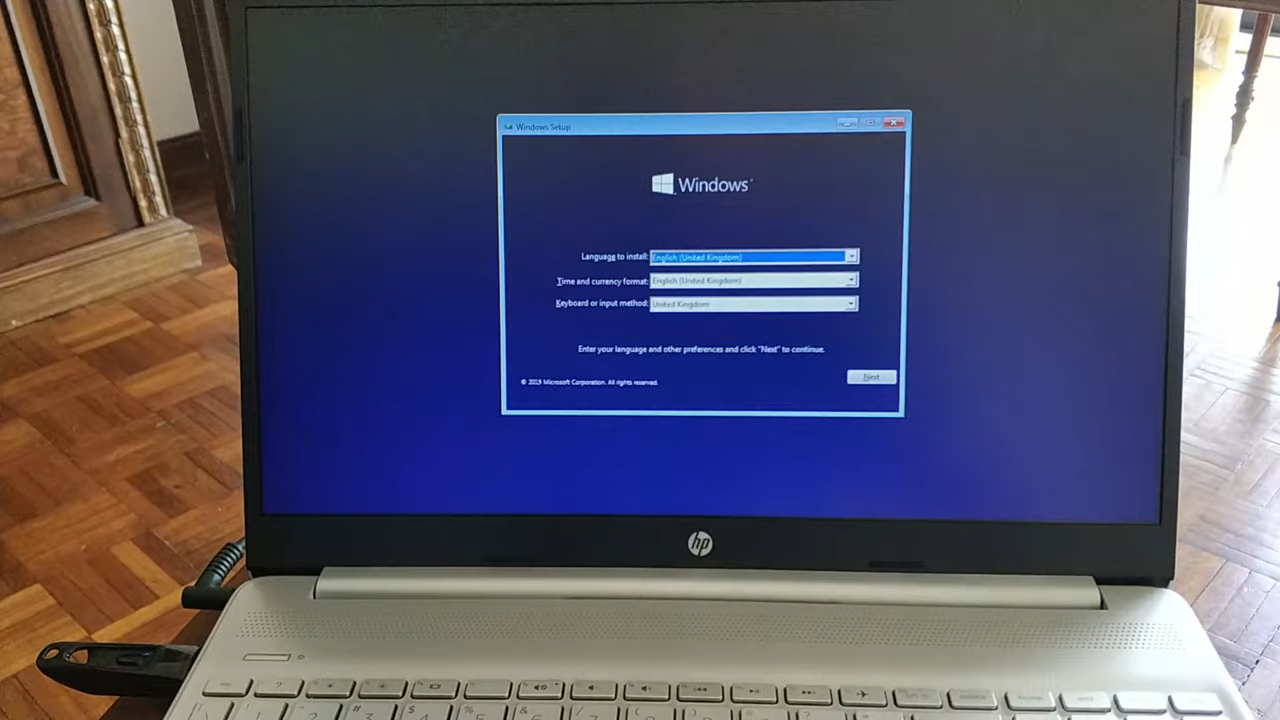 Windows Setup
Windows
Language to install: English (United Kingdom)
Time and currency format: English (United Kingdom)
Keyboard or input method: United Kingdom
Enter your language and other preferences and click "Next" to continue.
© 2019 Microsoft Corporation. All rights reserved.
Next
hp
esc ?
# $ % &